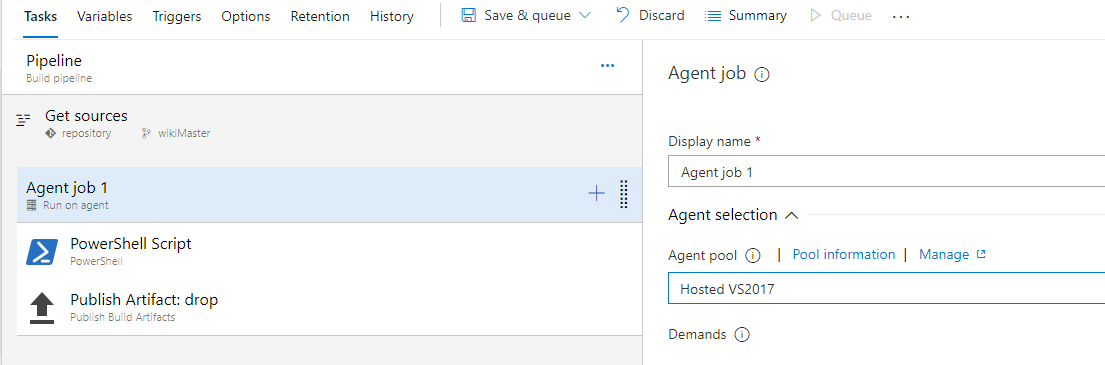 Tasks Variables Triggers Options Retention History Save & queue Discard Summary Queue ...
Pipeline ...
Build pipeline
Get sources
repository wikiMaster
Agent job 1
Run on agent
PowerShell Script
PowerShell
Publish Artifact: drop
Publish Build Artifacts
Agent job
Display name *
Agent job 1
Agent selection
Agent pool | Pool information | Manage
Hosted VS2017
Demands